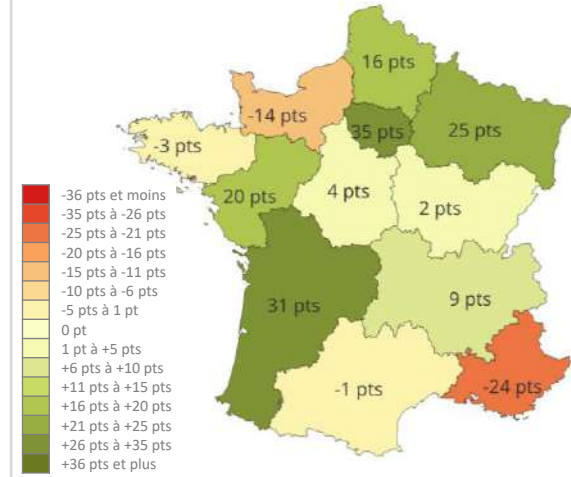 16 pts
-14 pts
35 pts
25 pts
-3 pts
20 pts
4 pts
2 pts
31 pts
9 pts
-1 pts
-24 pts
-36 pts et moins
-35 pts à -26 pts
-25 pts à -21 pts
-20 pts à -16 pts
-15 pts à -11 pts
-10 pts à -6 pts
-5 pts à 1 pt
0 pt
1 pt à +5 pts
+6 pts à +10 pts
+11 pts à +15 pts
+16 pts à +20 pts
+21 pts à +25 pts
+26 pts à +35 pts
+36 pts et plus